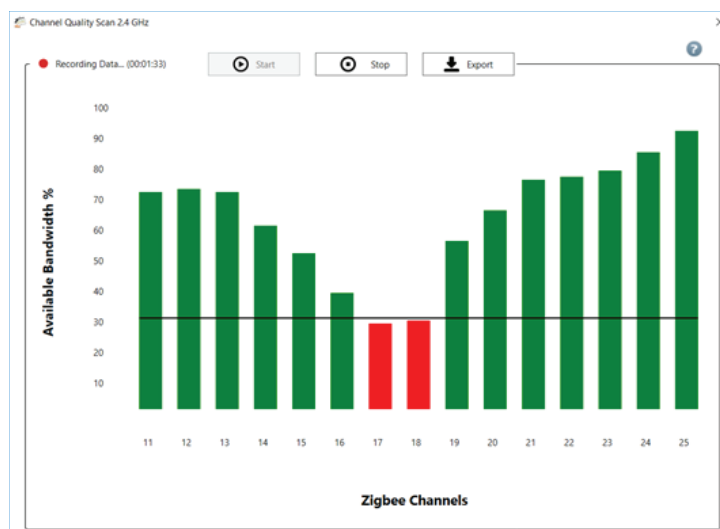 Channel Quality Scan 2.4 GHz
Recording Data... (00:01:33)
Start
Stop
Export
?
Available Bandwidth %
100
90
80
70
60
50
40
30
20
10
11 12 13 14 15 16 17 18 19 20 21 22 23 24 25
Zigbee Channels